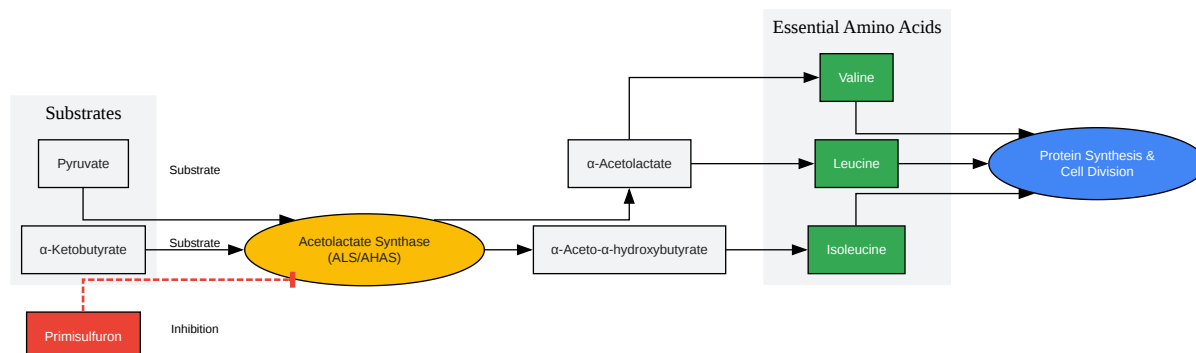 Essential Amino Acids
Valine
Substrates
Pyruvate
Substrate
α-Acetolactate
Leucine
Protein Synthesis &
Cell Division
α-Ketobutyrate
Substrate
Acetolactate Synthase
(ALS/AHAS)
α-Aceto-α-hydroxybutyrate
Isoleucine
Primisulfuron
Inhibition